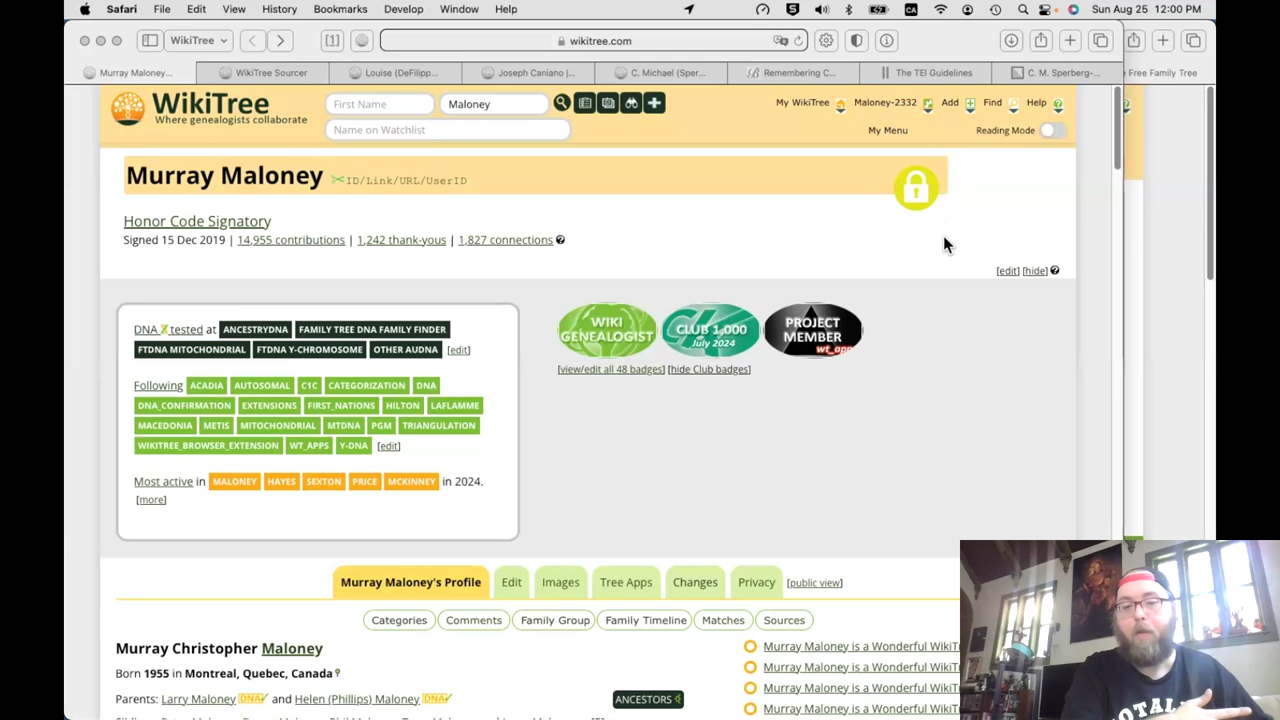 Safari File Edit View History Bookmarks Develop Window Help Sun Aug 25 12:00 PM
WikiTree wikitree.com
Murray Maloney... WikiTree Sourcer Louise (DeFilipp... Joseph Caniano |... C. Michael (Sper... Remembering C... The TEI Guidelines C. M. Sperberg-... Free Family Tree
WikiTree
Where genealogists collaborate
First Name Maloney
Name on Watchlist
My WikiTree Maloney-2332 Add Find Help
My Menu Reading Mode
Murray Maloney ID/Link/URL/UserID
Honor Code Signatory
Signed 15 Dec 2019 | 14,955 contributions | 1,242 thank-yous | 1,827 connections
[edit] [hide]
DNA tested at ANCESTRYDNA FAMILY TREE DNA FAMILY FINDER
FTDNA MITOCHONDRIAL FTDNA Y-CHROMOSOME OTHER AUDNA [edit]
Following ACADIA AUTOSOMAL C1C CATEGORIZATION DNA
DNA_CONFIRMATION EXTENSIONS FIRST_NATIONS HILTON LAFLAMME
MACEDONIA METIS MITOCHONDRIAL MTDNA PGM TRIANGULATION
WIKITREE_BROWSER_EXTENSION WT_APPS Y-DNA [edit]
Most active in MALONEY HAYES SEXTON PRICE MCKINNEY in 2024.
[more]
WIKI
GENEALOGIST
CLUB 1,000
July 2024
PROJECT
MEMBER
[view/edit all 48 badges] [hide Club badges]
Murray Maloney's Profile Edit Images Tree Apps Changes Privacy [public view]
Categories Comments Family Group Family Timeline Matches Sources
Murray Christopher Maloney
Born 1955 in Montreal, Quebec, Canada
Parents: Larry Maloney DNA and Helen (Phillips) Maloney DNA
ANCESTORS
Murray Maloney is a Wonderful WikiT
Murray Maloney is a Wonderful WikiT
Murray Maloney is a Wonderful WikiT
Murray Maloney is a Wonderful WikiT